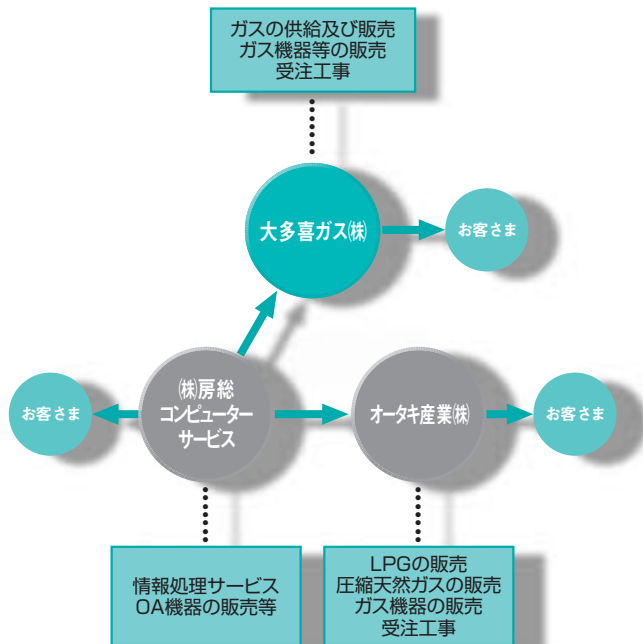 ガスの供給及び販売
ガス機器等の販売
受注工事
大多喜ガス㈱
お客さま
㈱房総
コンピューター
サービス
お客さま
オータキ産業㈱
お客さま
情報処理サービス
OA機器の販売等
LPGの販売
圧縮天然ガスの販売
ガス機器の販売
受注工事